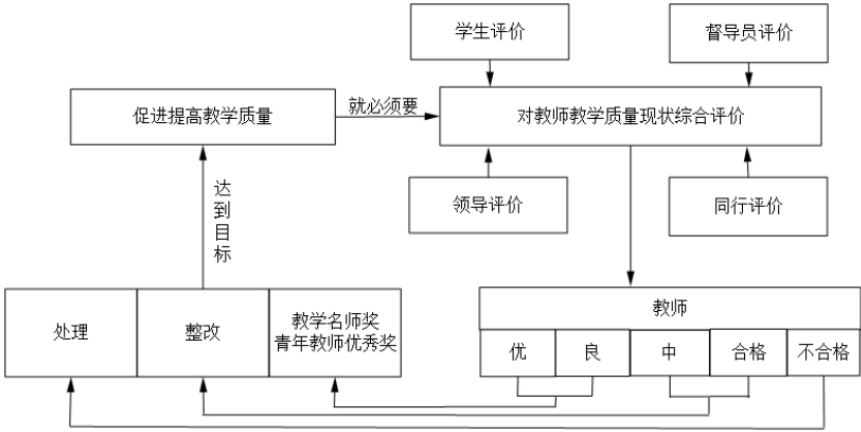 学生评价
督导员评价
促进提高教学质量
就必须要
对教师教学质量现状综合评价
领导评价
同行评价
达
到
目
标
处理
整改
教学名师奖
青年教师优秀奖
教师
优
良
中
合格
不合格